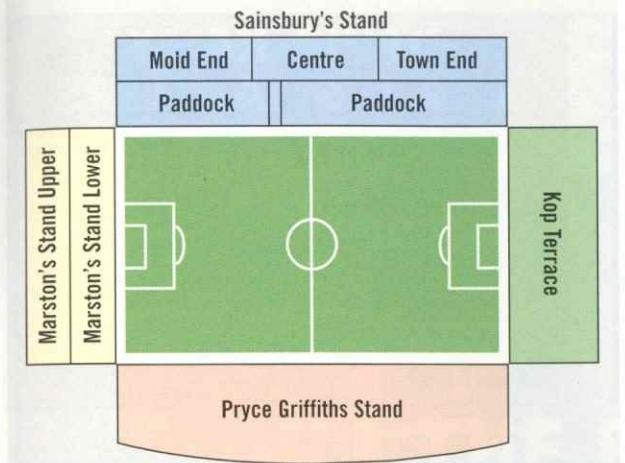 Sainsbury's Stand
Moid End
Centre
Town End
Paddock
Paddock
Marston's Stand Upper
Marston's Stand Lower
Kop Terrace
Pryce Griffiths Stand